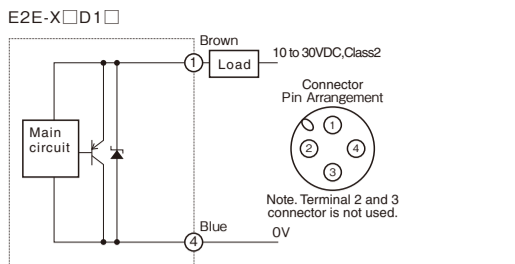 E2E-X□D1□
Brown
1
Load
10 to 30VDC,Class2
Connector
Pin Arrangement
1
2
4
3
Main
circuit
Note. Terminal 2 and 3
connector is not used.
Blue
4
0V